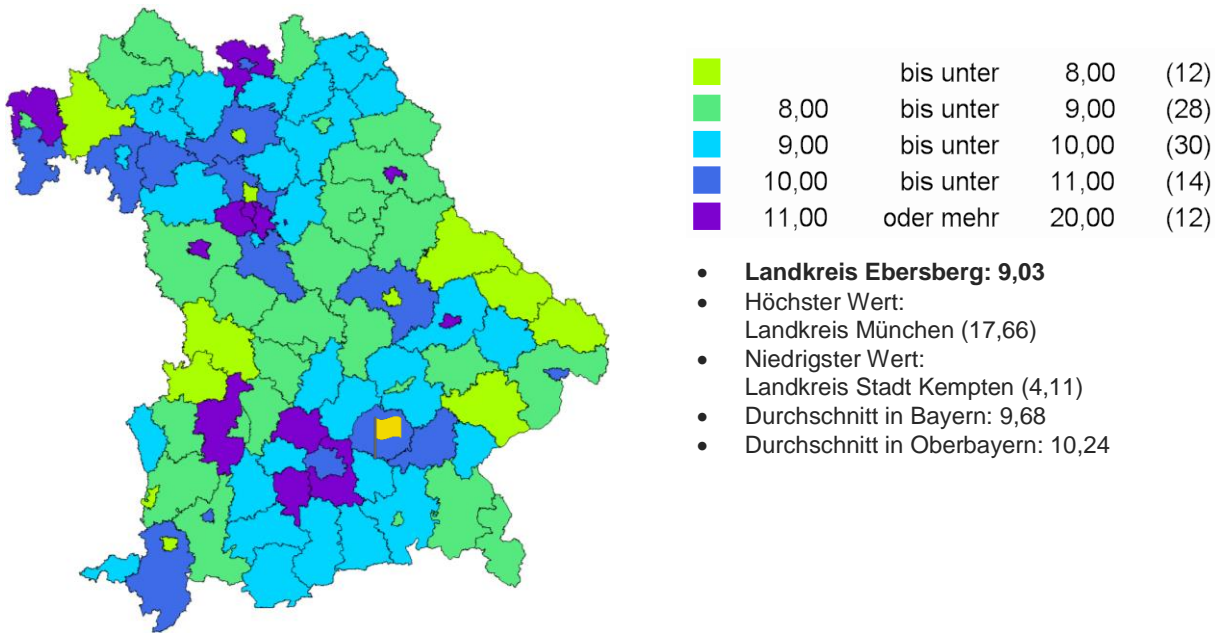 bis unter 8,00 (12)
8,00 bis unter 9,00 (28)
9,00 bis unter 10,00 (30)
10,00 bis unter 11,00 (14)
11,00 oder mehr 20,00 (12)
• Landkreis Ebersberg: 9,03
• Höchster Wert:
Landkreis München (17,66)
• Niedrigster Wert:
Landkreis Stadt Kempten (4,11)
• Durchschnitt in Bayern: 9,68
• Durchschnitt in Oberbayern: 10,24